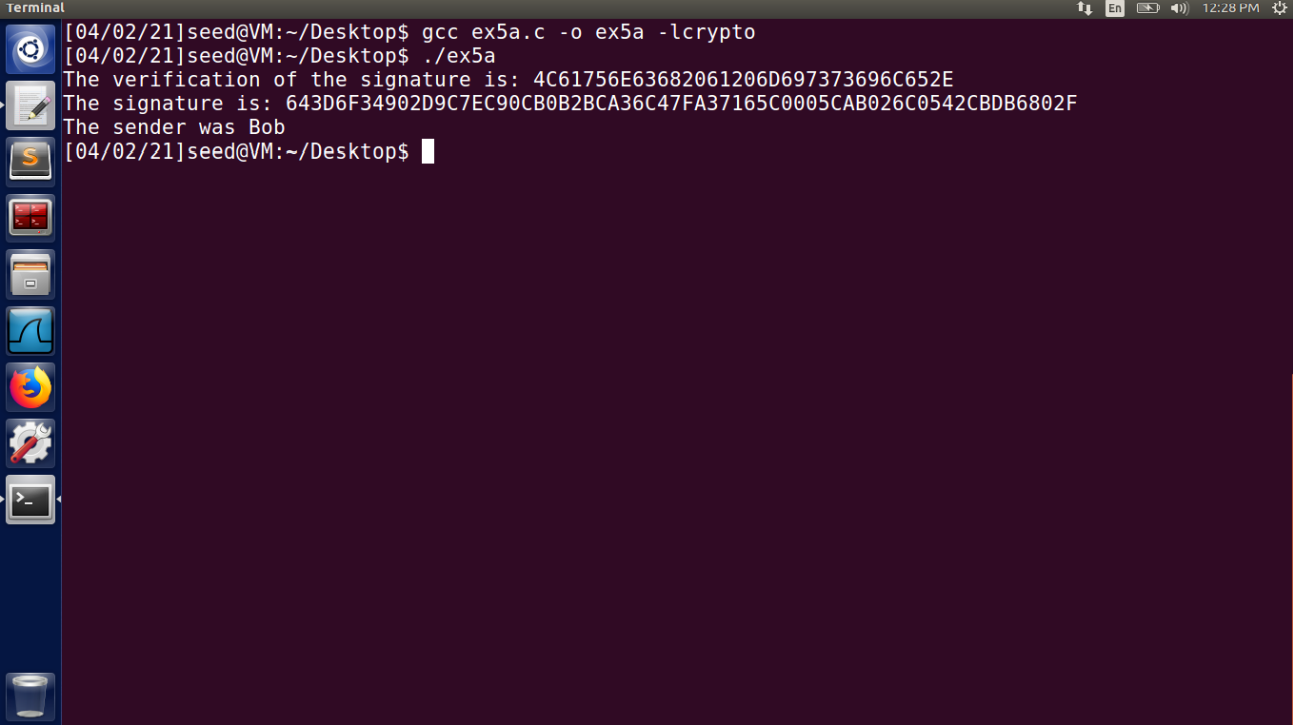 Terminal
En
12:28 PM
[04/02/21]seed@VM:~/Desktop$ gcc ex5a.c -o ex5a -lcrypto
[04/02/21]seed@VM:~/Desktop$ ./ex5a
The verification of the signature is: 4C61756E63682061206D697373696C652E
The signature is: 643D6F34902D9C7EC90CB0B2BCA36C47FA37165C0005CAB026C0542CBDB6802F
The sender was Bob
[04/02/21]seed@VM:~/Desktop$